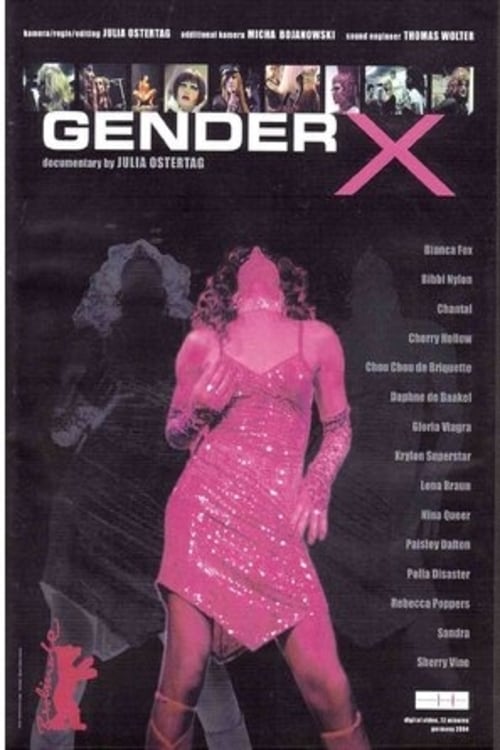 kamera/regie/editing JULIA OSTERTAG additional kamera MICHA BOJANOWSKI sound engineer THOMAS WOLTER
GENDER X
documentary by JULIA OSTERTAG
Bianca Fox
Bibbi Nylon
Chantal
Cherry Hollow
Chou Chou de Briquette
Daphne de Baakel
Gloria Viagra
Krylon Superstar
Lena Braun
Nina Queer
Paisley Dalton
Polla Disaster
Rebecca Poppers
Sandra
Sherry Vine
Berlinale
digital video, 72 minutes
germany 2004